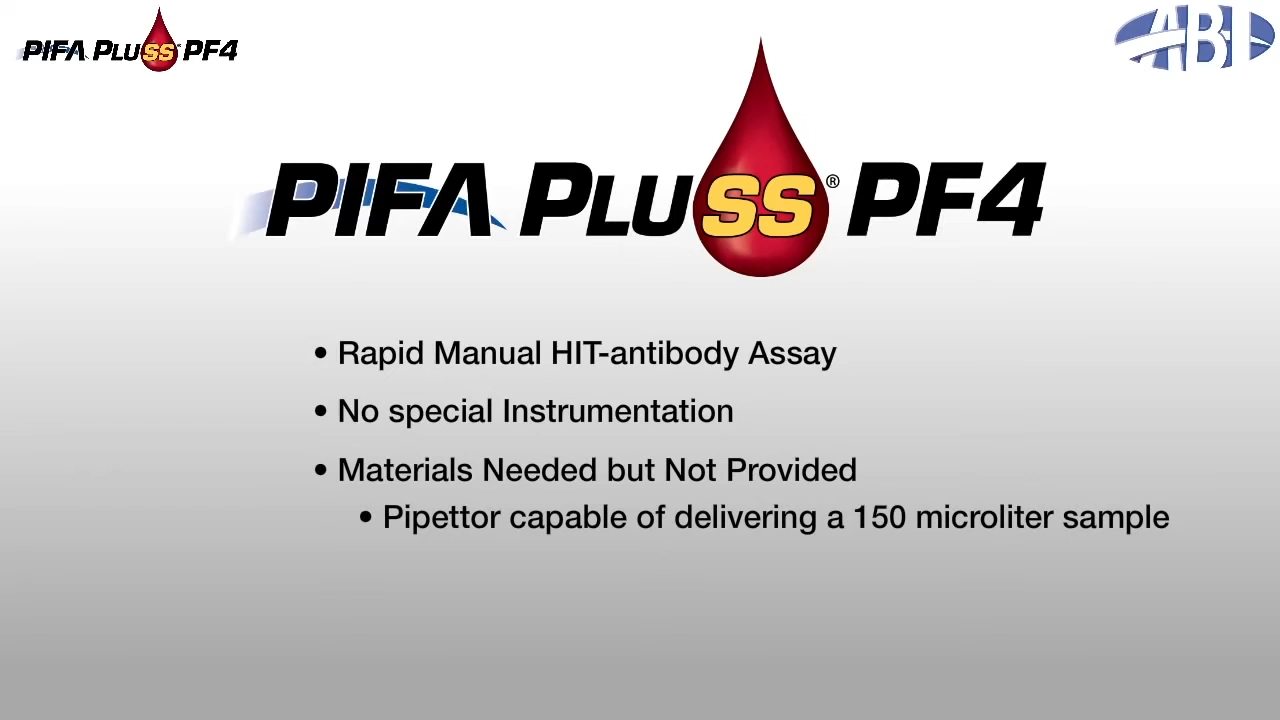 PIFA PLUSS PF4
ABI
PIFA PLUSS® PF4
• Rapid Manual HIT-antibody Assay
• No special Instrumentation
• Materials Needed but Not Provided
• Pipettor capable of delivering a 150 microliter sample